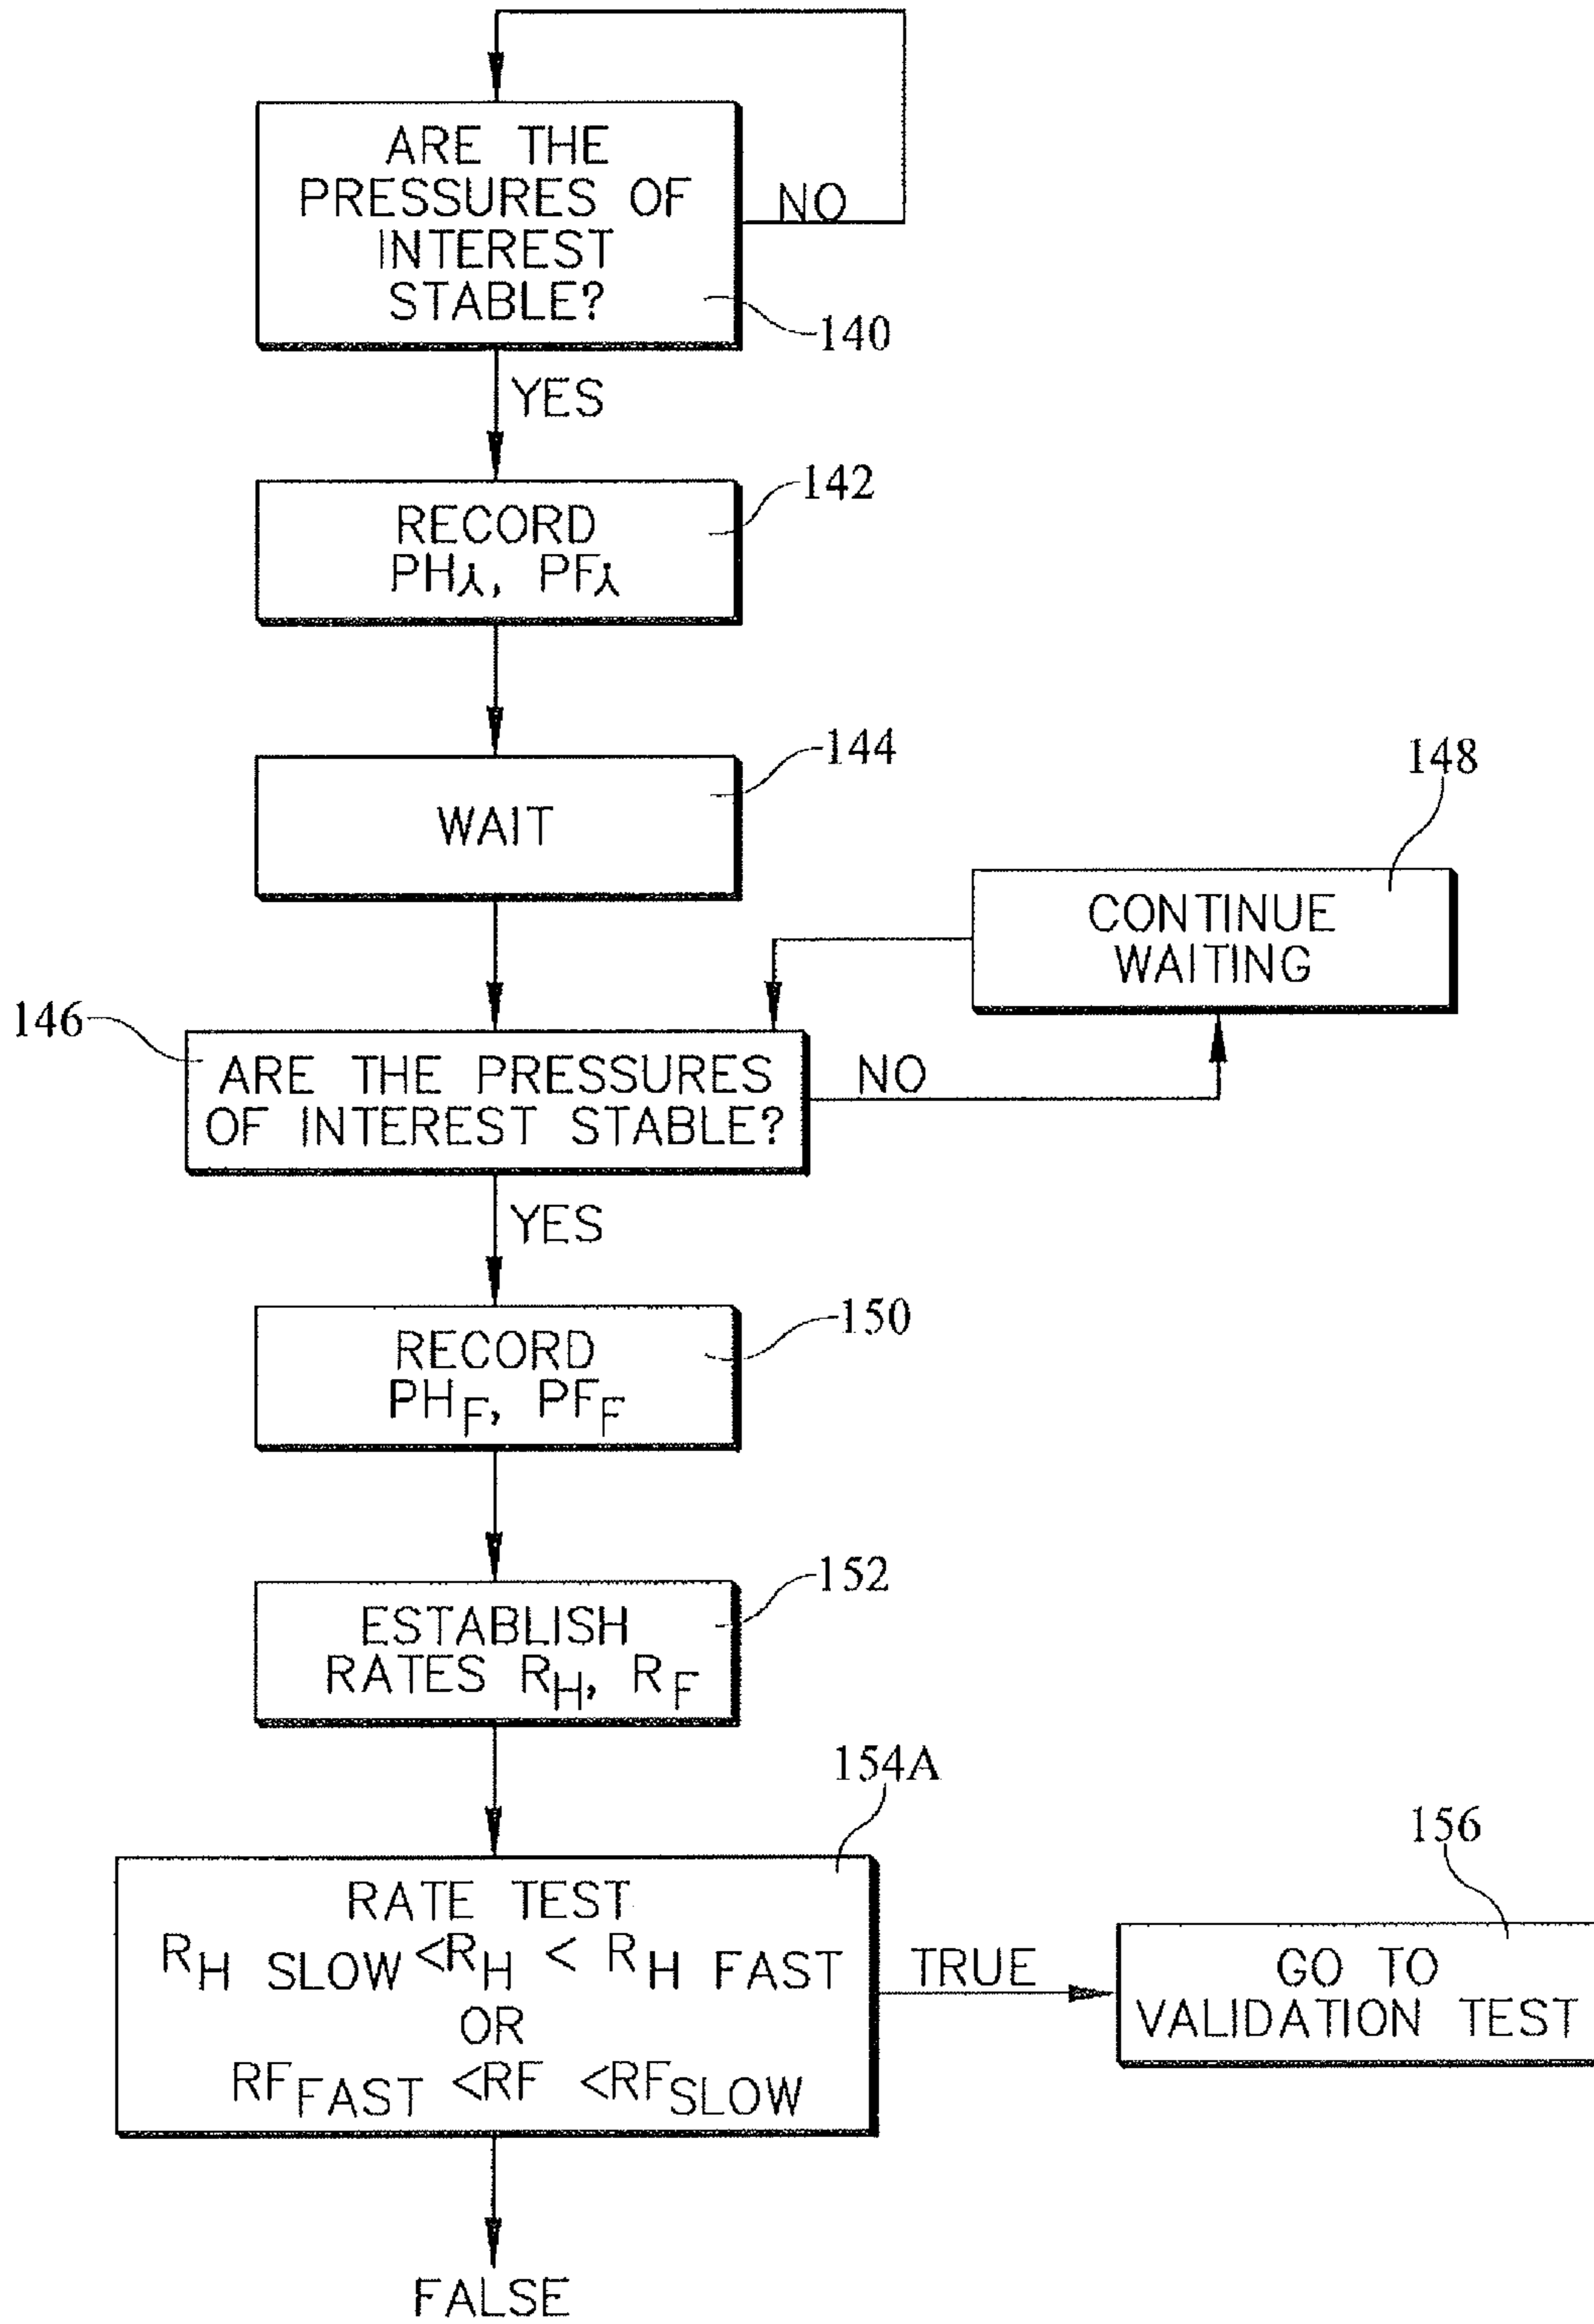 ARE THE
PRESSURES OF
INTEREST
STABLE?
NO
140
YES
142
RECORD
PHi, PFi
144
WAIT
148
CONTINUE
WAITING
146
ARE THE PRESSURES
OF INTEREST STABLE?
NO
YES
150
RECORD
PHF, PFF
152
ESTABLISH
RATES RH, RF
154A
RATE TEST
RH SLOW <RH < RH FAST
OR
RFFAST <RF <RFSLOW
TRUE
156
GO TO
VALIDATION TEST
FALSE